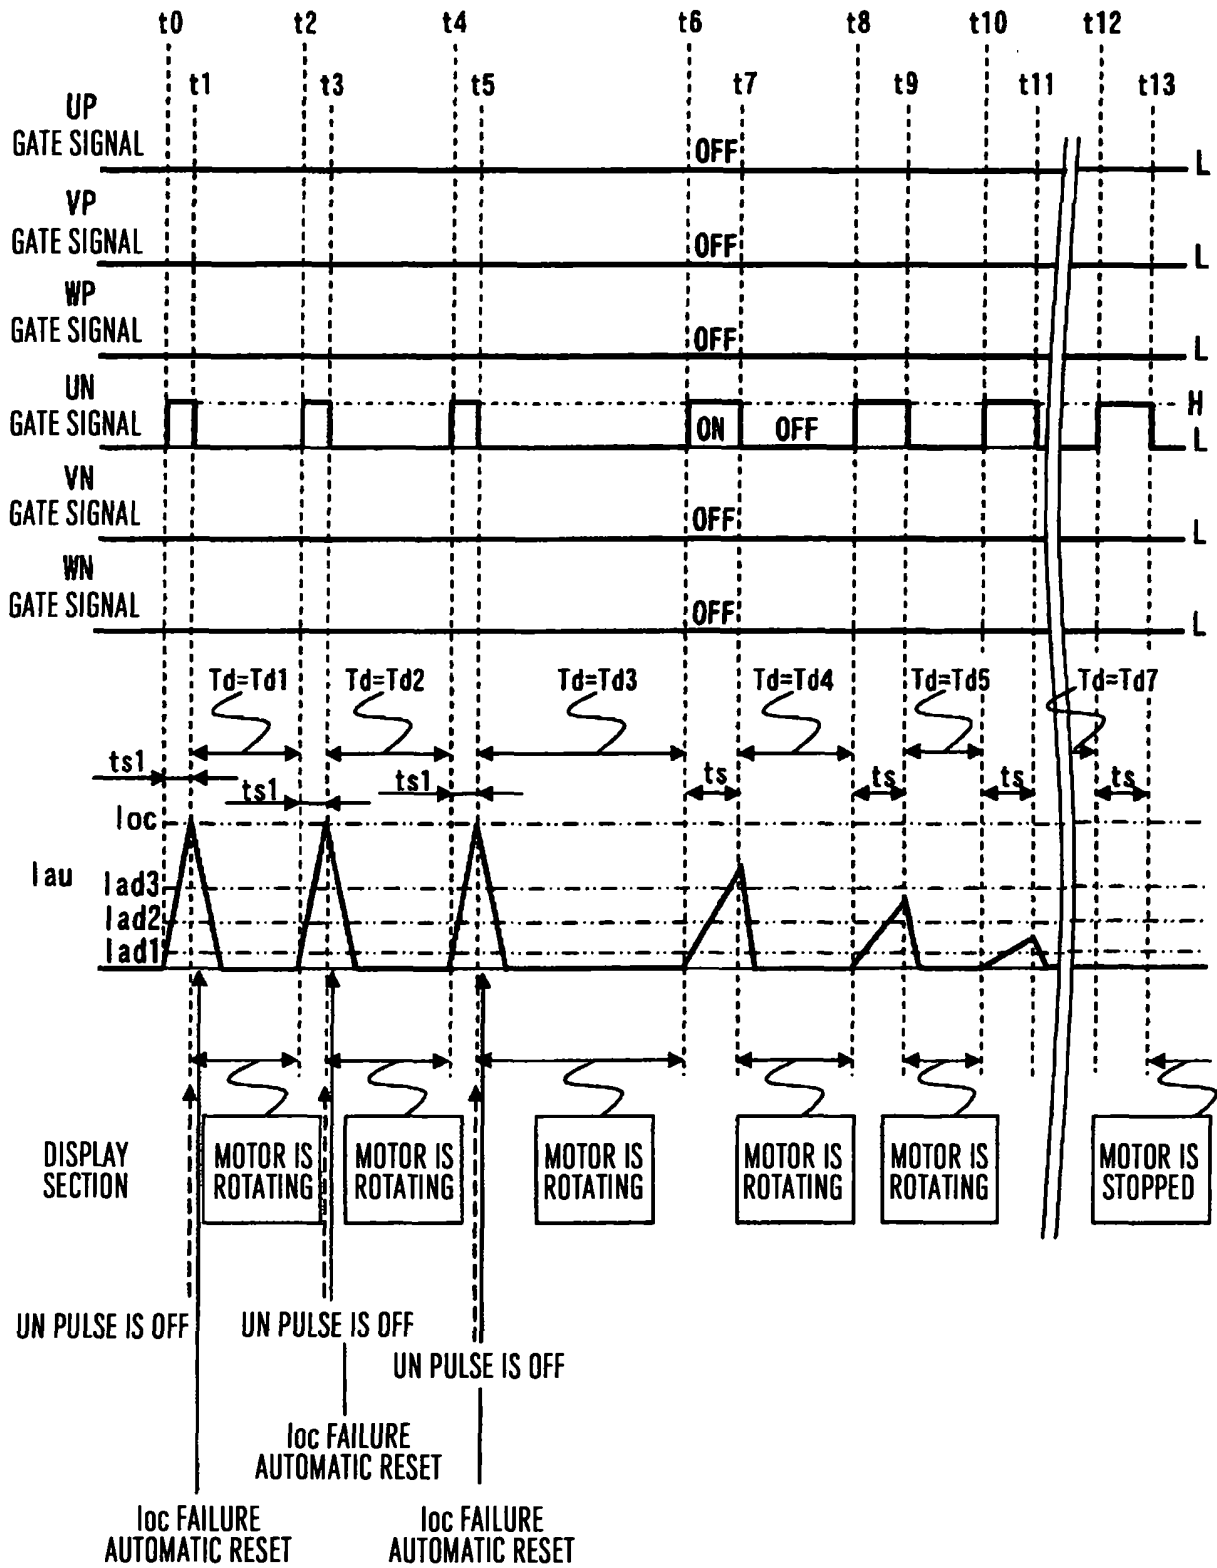 t0 t2 t4 t6 t8 t10 t12
t1 t3 t5 t7 t9 t11 t13
UP
GATE SIGNAL
OFF
L
VP
GATE SIGNAL
OFF
L
WP
GATE SIGNAL
OFF
L
UN
GATE SIGNAL
ON
OFF
H
L
VN
GATE SIGNAL
OFF
L
WN
GATE SIGNAL
OFF
L
Td=Td1 Td=Td2 Td=Td3 Td=Td4 Td=Td5 Td=Td7
ts1 ts1 ts1 ts ts ts ts
Ioc
Iau
Iad3
Iad2
Iad1
DISPLAY
SECTION
MOTOR IS
ROTATING
MOTOR IS
ROTATING
MOTOR IS
ROTATING
MOTOR IS
ROTATING
MOTOR IS
ROTATING
MOTOR IS
STOPPED
UN PULSE IS OFF
UN PULSE IS OFF
UN PULSE IS OFF
Ioc FAILURE
AUTOMATIC RESET
Ioc FAILURE
AUTOMATIC RESET
Ioc FAILURE
AUTOMATIC RESET